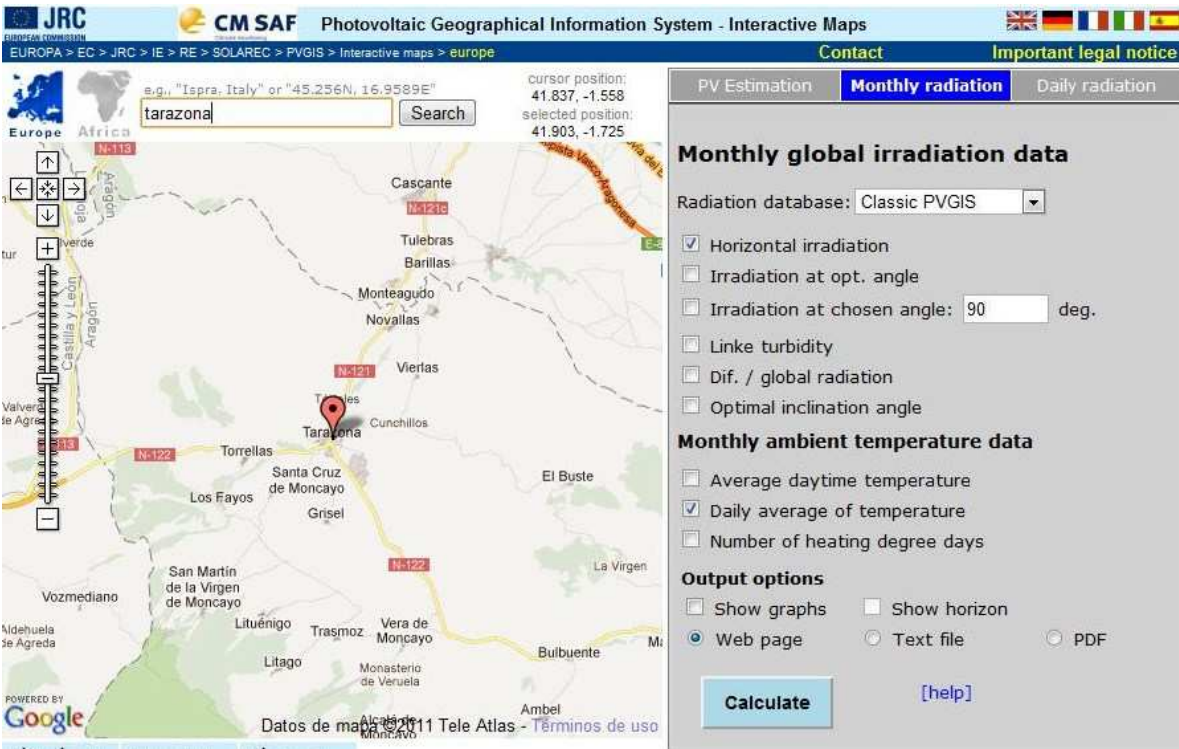 JRC
EUROPEAN COMMISSION
CM SAF
Photovoltaic Geographical Information System - Interactive Maps
EUROPA > EC > JRC > IE > RE > SOLAREC > PVGIS > Interactive maps > europe
Contact
Important legal notice
Europe
Africa
e.g., "Ispra, Italy" or "45.256N, 16.9589E"
tarazona
Search
cursor position:
41.837, -1.558
selected position:
41.903, -1.725
PV Estimation
Monthly radiation
Daily radiation
N-113
Aragón
Cascante
N-121c
Tulebras
Barillas
Monteagudo
Novallas
Castilla y León
Aragón
N-121
Vierlas
Tarazona
Cunchillos
N-122
Torrellas
Santa Cruz
de Moncayo
El Buste
Los Fayos
Grisel
N-122
La Virgen
San Martín
de la Virgen
de Moncayo
Vozmediano
Lituénigo
Trasmoz
Vera de
Moncayo
Aldehuela
de Agreda
Bulbuente
Litago
Monasterio
de Veruela
Ambel
POWERED BY
Google
Datos de mapa ©2011 Tele Atlas - Términos de uso
Monthly global irradiation data
Radiation database: Classic PVGIS
Horizontal irradiation
Irradiation at opt. angle
Irradiation at chosen angle: 90 deg.
Linke turbidity
Dif. / global radiation
Optimal inclination angle
Monthly ambient temperature data
Average daytime temperature
Daily average of temperature
Number of heating degree days
Output options
Show graphs Show horizon
Web page Text file PDF
Calculate
[help]